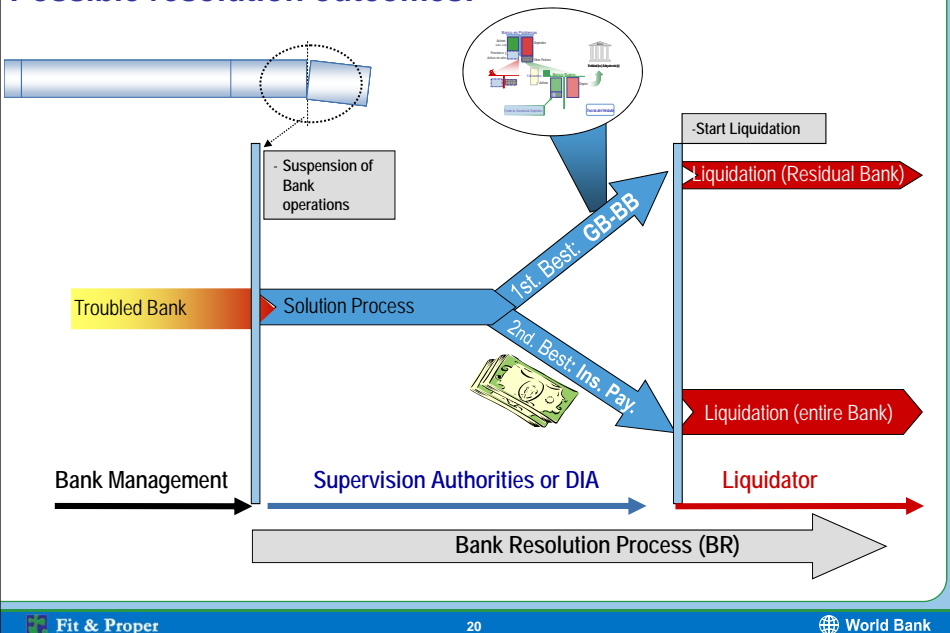 Possible resolution outcomes:
- Suspension of
Bank
operations
-Start Liquidation
Liquidation (Residual Bank)
1st. Best: GB-BB
Troubled Bank
Solution Process
2nd. Best: Ins. Pay.
Liquidation (entire Bank)
Bank Management
Supervision Authorities or DIA
Liquidator
Bank Resolution Process (BR)
Fit & Proper
20
World Bank